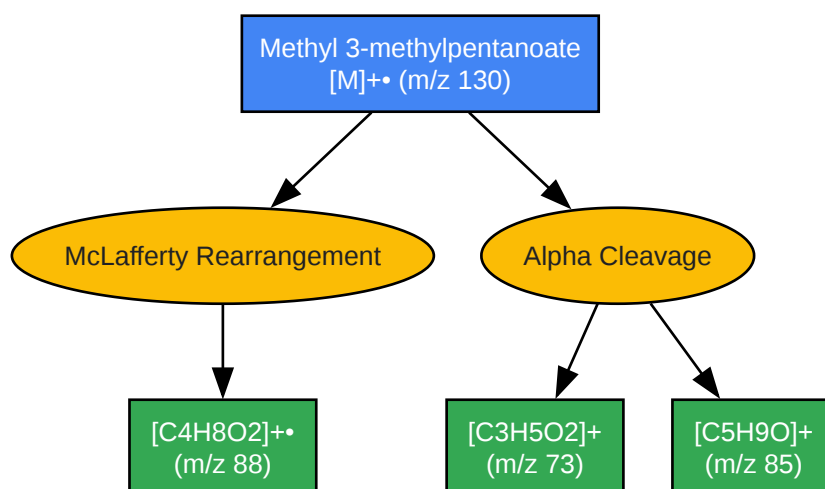 Methyl 3-methylpentanoate
[M]+• (m/z 130)
McLafferty Rearrangement
Alpha Cleavage
[C4H8O2]+•
(m/z 88)
[C3H5O2]+
(m/z 73)
[C5H9O]+
(m/z 85)